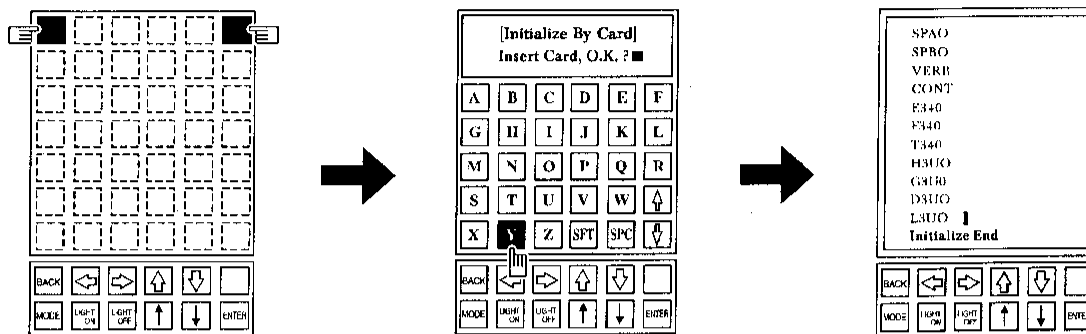 BACK
MODE LIGHT ON LIGHT OFF ENTER
[Initialize By Card]
Insert Card, O.K. ?
A B C D E F
G H I J K L
M N O P Q R
S T U V W
X Y Z SFT SPC
BACK
MODE LIGHT ON LIGHT OFF ENTER
SPAO
SPBO
VERB
CONT
E340
F340
T340
H3UO
G3U0
D3UO
L3UO
Initialize End
BACK
MODE LIGHT ON LIGHT OFF ENTE